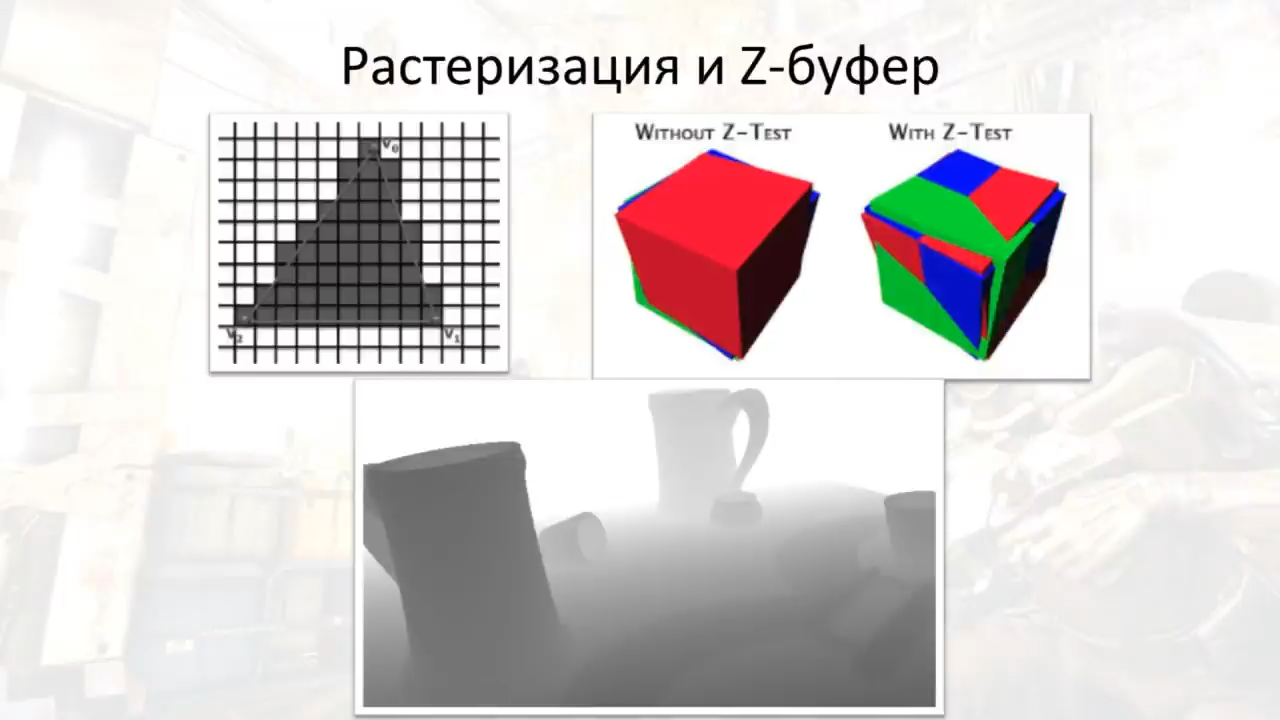 Растеризация и Z-буфер
WITHOUT Z-TEST
WITH Z-TEST
v₀
v₂
v₁